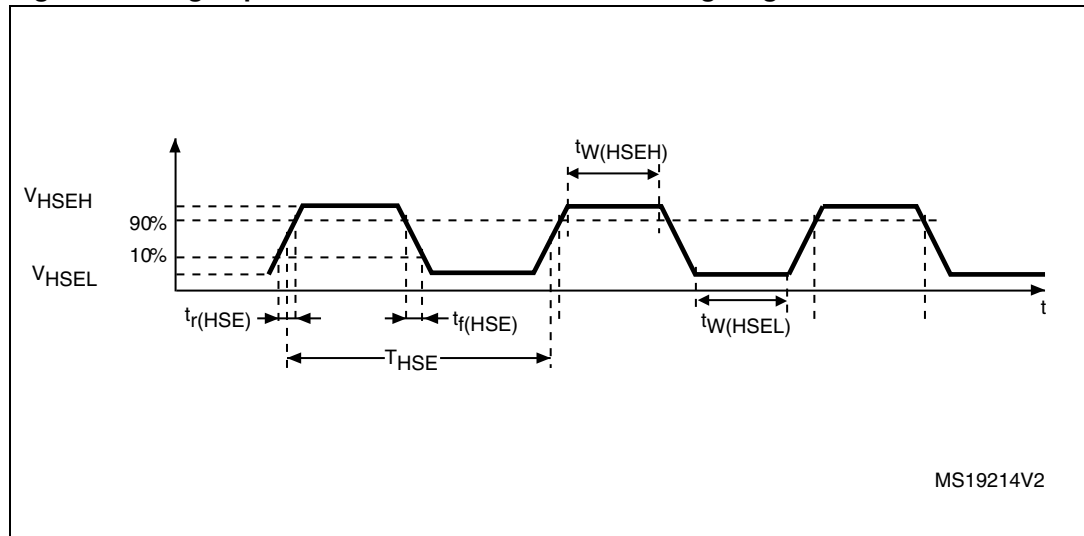 tW(HSEH)
VHSEH
90%
10%
VHSEL
tr(HSE)
tf(HSE)
tW(HSEL)
t
THSE
MS19214V2